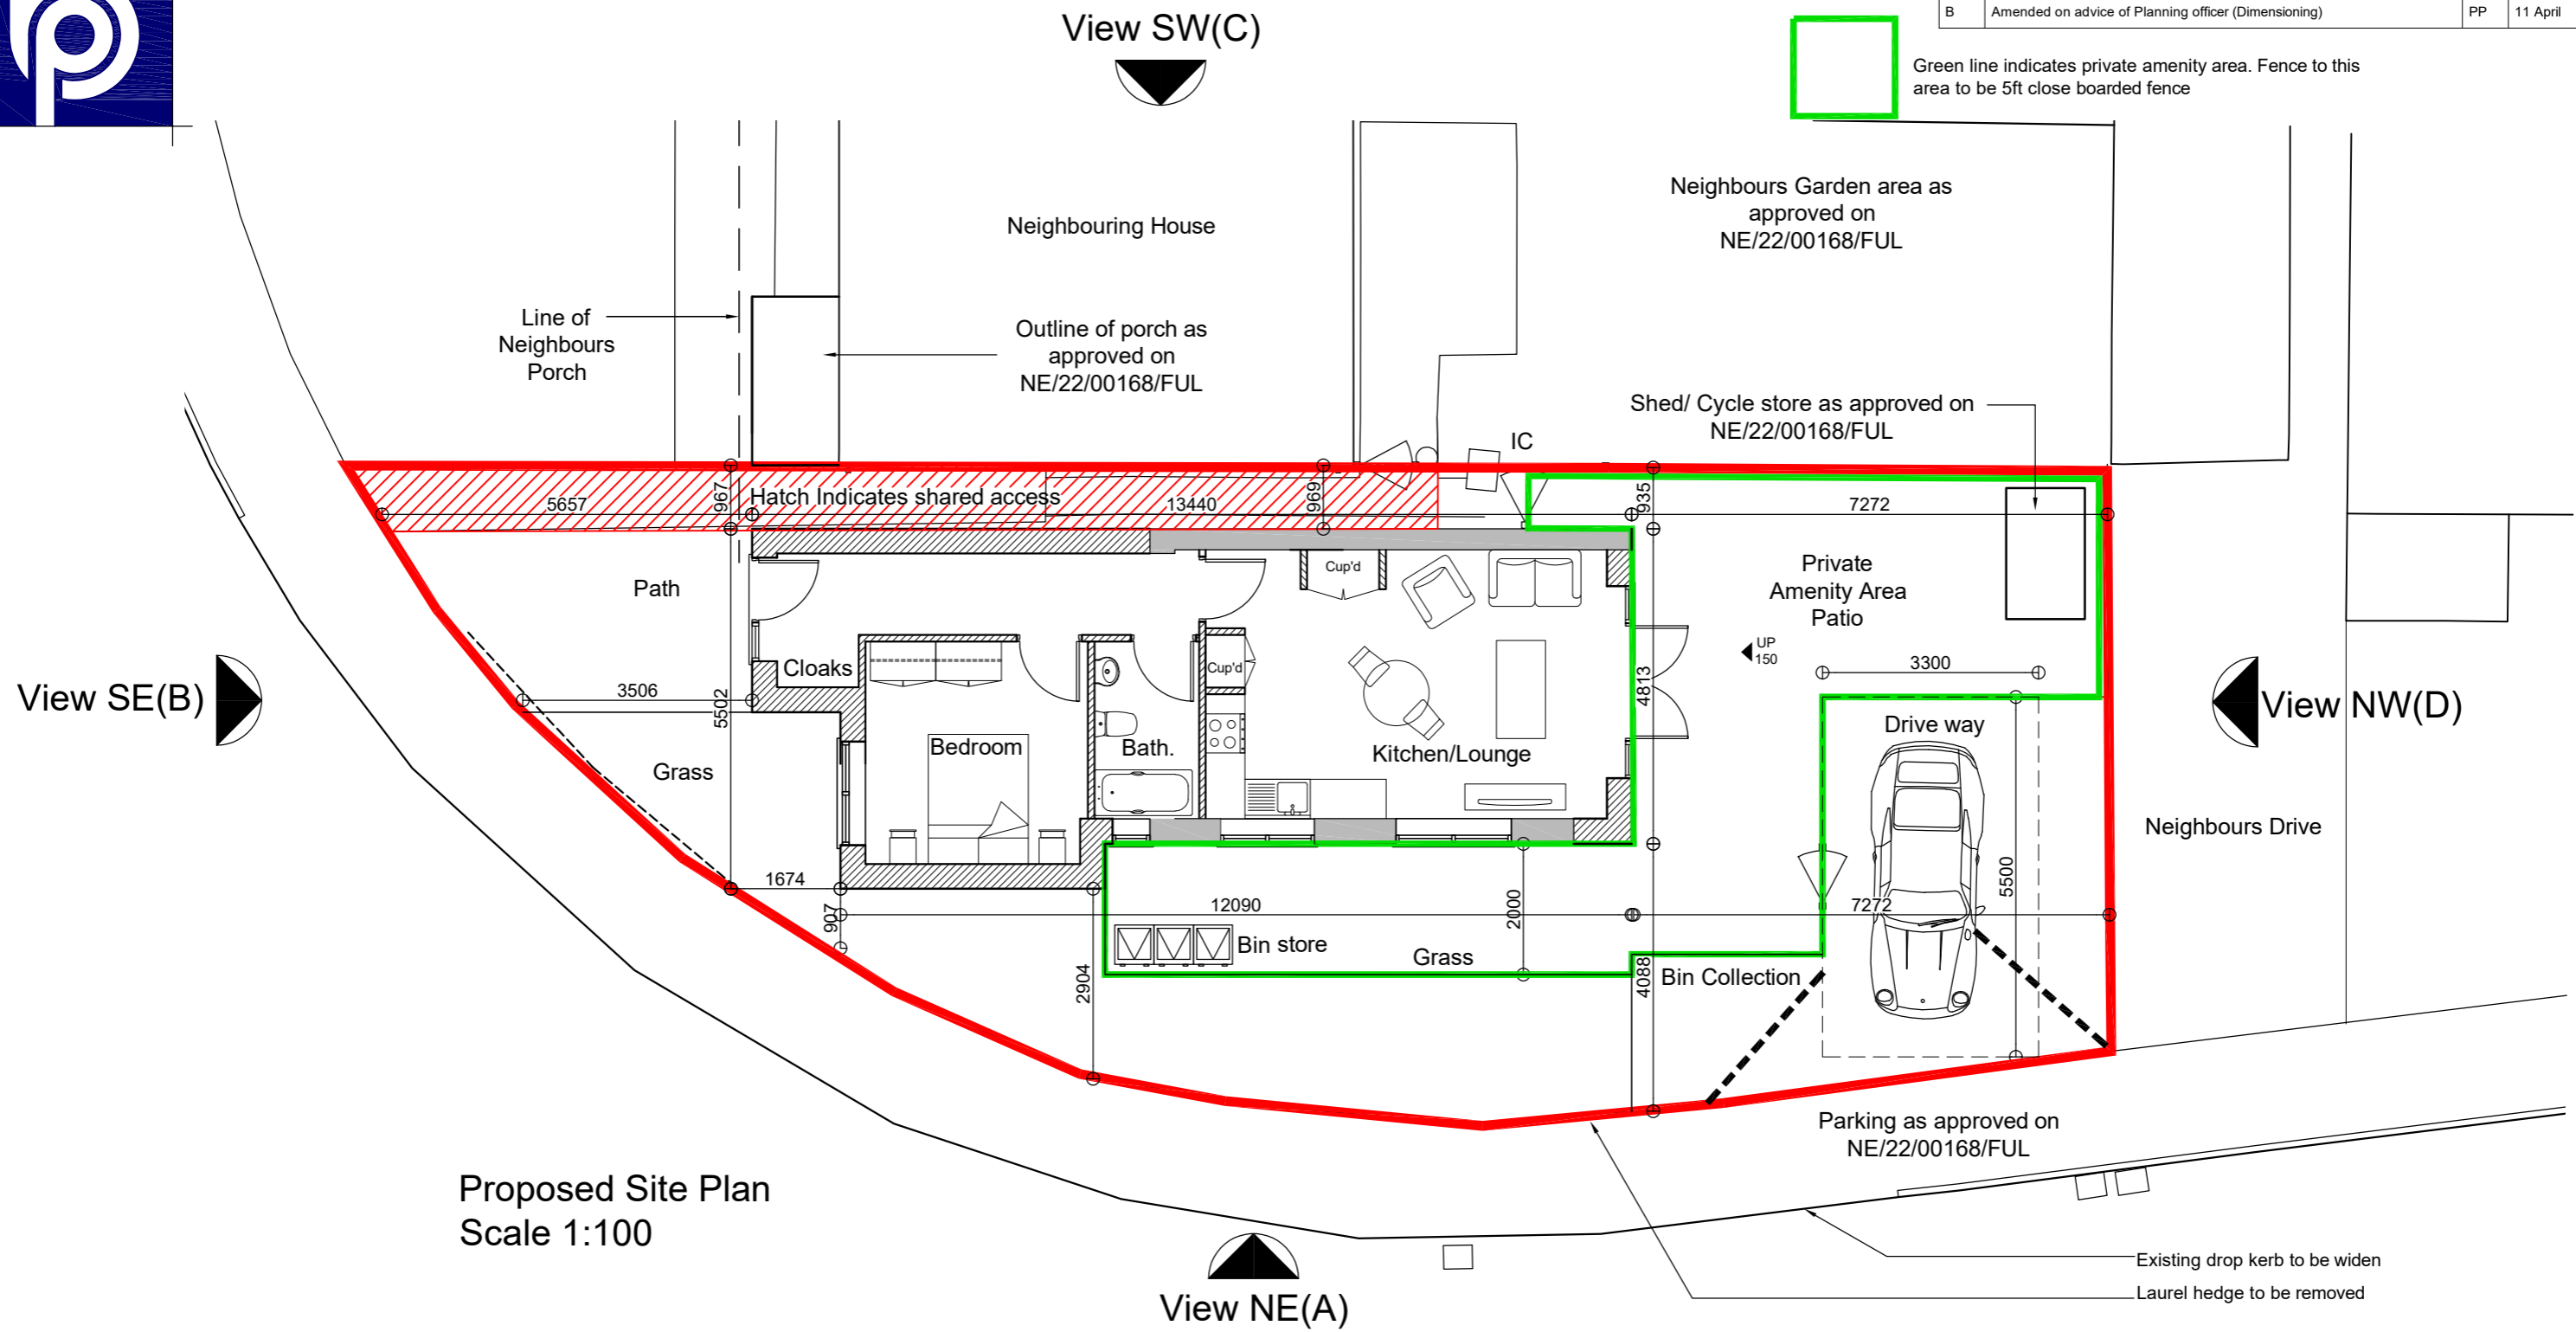 View SW(C)
B Amended on advice of Planning officer (Dimensioning) PP 11 April
Green line indicates private amenity area. Fence to this
area to be 5ft close boarded fence
Neighbouring House
Neighbours Garden area as
approved on
NE/22/00168/FUL
Line of
Neighbours
Porch
Outline of porch as
approved on
NE/22/00168/FUL
Shed/ Cycle store as approved on
NE/22/00168/FUL
IC
Hatch Indicates shared access
5657
967
13440
969
935
7272
Path
Cup'd
Private
Amenity Area
Patio
UP
150
Cloaks
Cup'd
3300
View SE(B)
3506
5502
4813
View NW(D)
Drive way
Grass
Bedroom
Bath.
Kitchen/Lounge
Neighbours Drive
1674
907
12090
2000
7272
5500
Bin store
Grass
2904
4088
Bin Collection
Parking as approved on
NE/22/00168/FUL
Proposed Site Plan
Scale 1:100
Existing drop kerb to be widen
Laurel hedge to be removed
View NE(A)